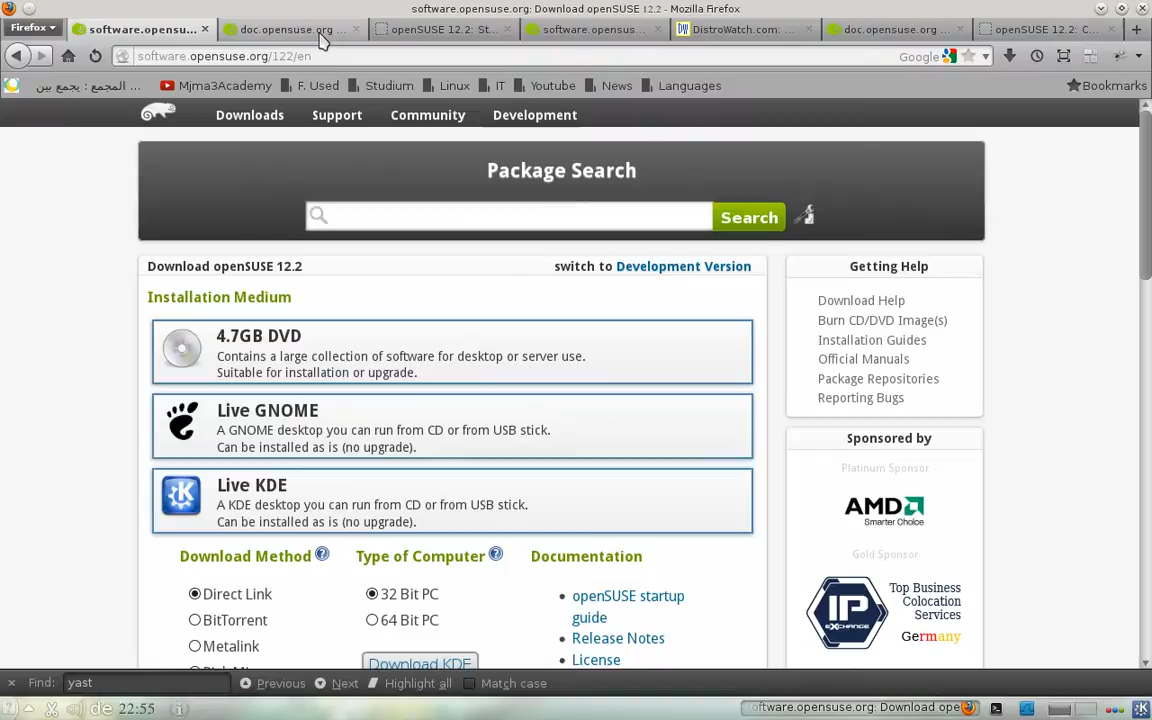 software.opensuse.org: Download openSUSE 12.2 - Mozilla Firefox
Firefox
software.opensu...
doc.opensuse.org ...
openSUSE 12.2: St...
software.opensus...
DistroWatch.com: ...
doc.opensuse.org ...
openSUSE 12.2: C...
software.opensuse.org/122/en
Google
المجمع : يجمع بين ...
Mjma3Academy
F. Used
Studium
Linux
IT
Youtube
News
Languages
Bookmarks
Downloads
Support
Community
Development
Package Search
Search
Download openSUSE 12.2
switch to Development Version
Installation Medium
4.7GB DVD
Contains a large collection of software for desktop or server use.
Suitable for installation or upgrade.
Live GNOME
A GNOME desktop you can run from CD or from USB stick.
Can be installed as is (no upgrade).
Live KDE
A KDE desktop you can run from CD or from USB stick.
Can be installed as is (no upgrade).
Download Method
Direct Link
BitTorrent
Metalink
Type of Computer
32 Bit PC
64 Bit PC
Download KDE
Documentation
openSUSE startup
guide
Release Notes
License
Getting Help
Download Help
Burn CD/DVD Image(s)
Installation Guides
Official Manuals
Package Repositories
Reporting Bugs
Sponsored by
Platinum Sponsor
AMD
Smarter Choice
Gold Sponsor
IP
EXCHANGE
Top Business
Colocation
Services
Germany
Find: yast
Previous
Next
Highlight all
Match case
de 22:55
oftware.opensuse.org: Download ope